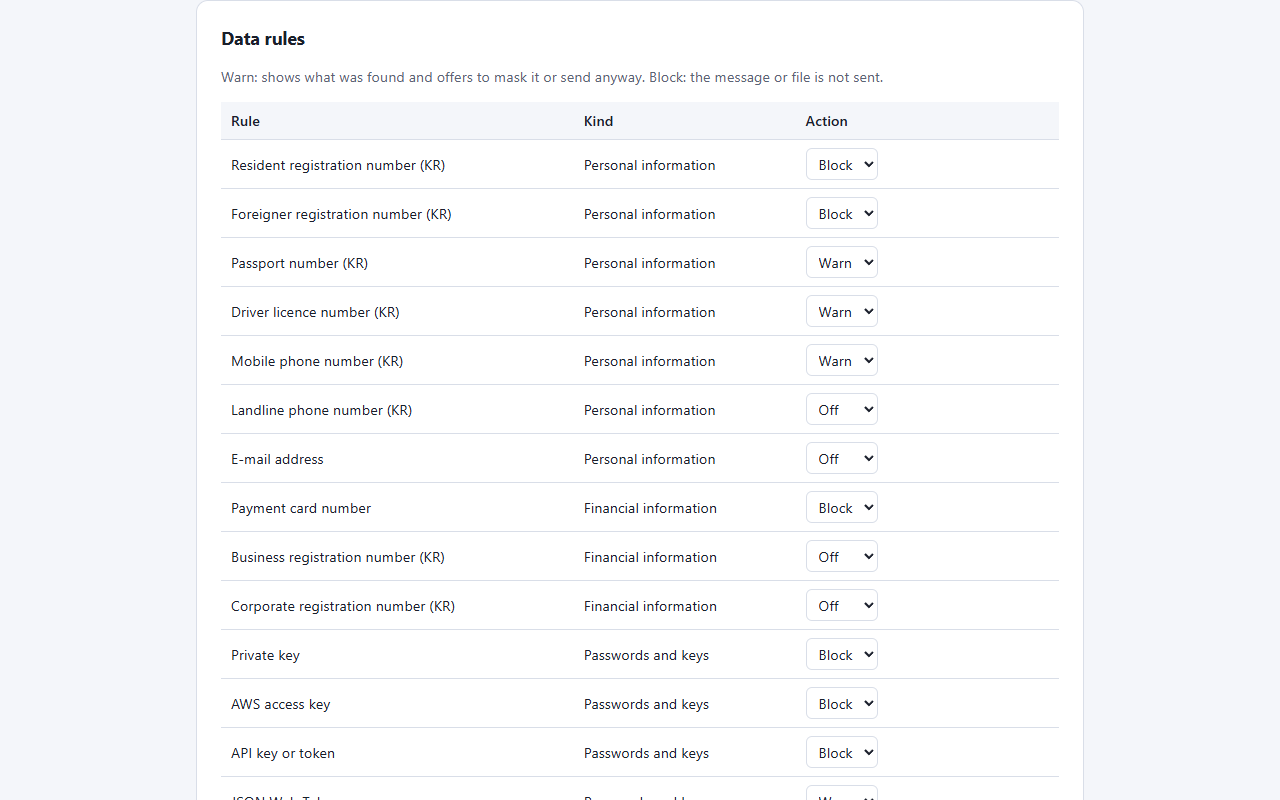 Data rules
Warn: shows what was found and offers to mask it or send anyway. Block: the message or file is not sent.
Rule Kind Action
Resident registration number (KR) Personal information Block
Foreigner registration number (KR) Personal information Block
Passport number (KR) Personal information Warn
Driver licence number (KR) Personal information Warn
Mobile phone number (KR) Personal information Warn
Landline phone number (KR) Personal information Off
E-mail address Personal information Off
Payment card number Financial information Block
Business registration number (KR) Financial information Off
Corporate registration number (KR) Financial information Off
Private key Passwords and keys Block
AWS access key Passwords and keys Block
API key or token Passwords and keys Block